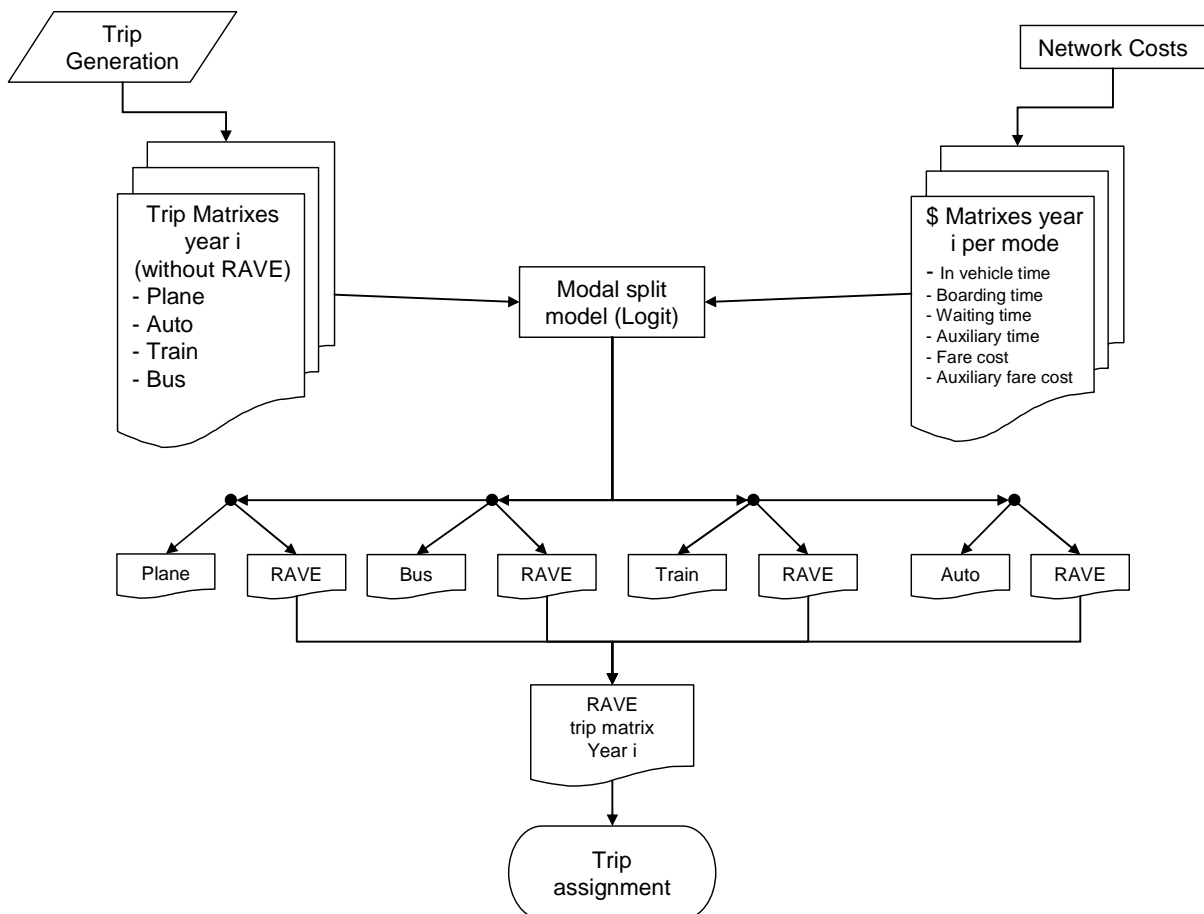 Trip
Generation
Network Costs
Trip Matrixes
year i
(without RAVE)
- Plane
- Auto
- Train
- Bus
$ Matrixes year
i per mode
- In vehicle time
- Boarding time
- Waiting time
- Auxiliary time
- Fare cost
- Auxiliary fare cost
Modal split
model (Logit)
Plane
RAVE
Bus
RAVE
Train
RAVE
Auto
RAVE
RAVE
trip matrix
Year i
Trip
assignment